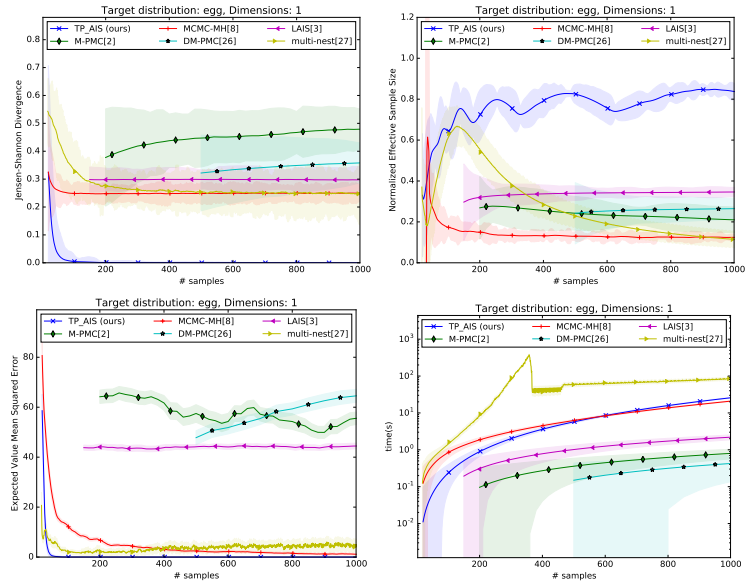 Target distribution: egg, Dimensions: 1
TP_AIS (ours) MCMC-MH[8] LAIS[3]
M-PMC[2] DM-PMC[26] multi-nest[27]
Jensen-Shannon Divergence
0.8
0.7
0.6
0.5
0.4
0.3
0.2
0.1
0.0
200 400 600 800 1000
# samples
Target distribution: egg, Dimensions: 1
TP_AIS (ours) MCMC-MH[8] LAIS[3]
M-PMC[2] DM-PMC[26] multi-nest[27]
Normalized Effective Sample Size
1.2
1.0
0.8
0.6
0.4
0.2
0.0
200 400 600 800 1000
# samples
Target distribution: egg, Dimensions: 1
TP_AIS (ours) MCMC-MH[8] LAIS[3]
M-PMC[2] DM-PMC[26] multi-nest[27]
Expected Value Mean Squared Error
80
60
40
20
0
200 400 600 800 1000
# samples
Target distribution: egg, Dimensions: 1
TP_AIS (ours) MCMC-MH[8] LAIS[3]
M-PMC[2] DM-PMC[26] multi-nest[27]
time(s)
10^3
10^2
10^1
10^0
10^-1
10^-2
200 400 600 800 1000
# samples